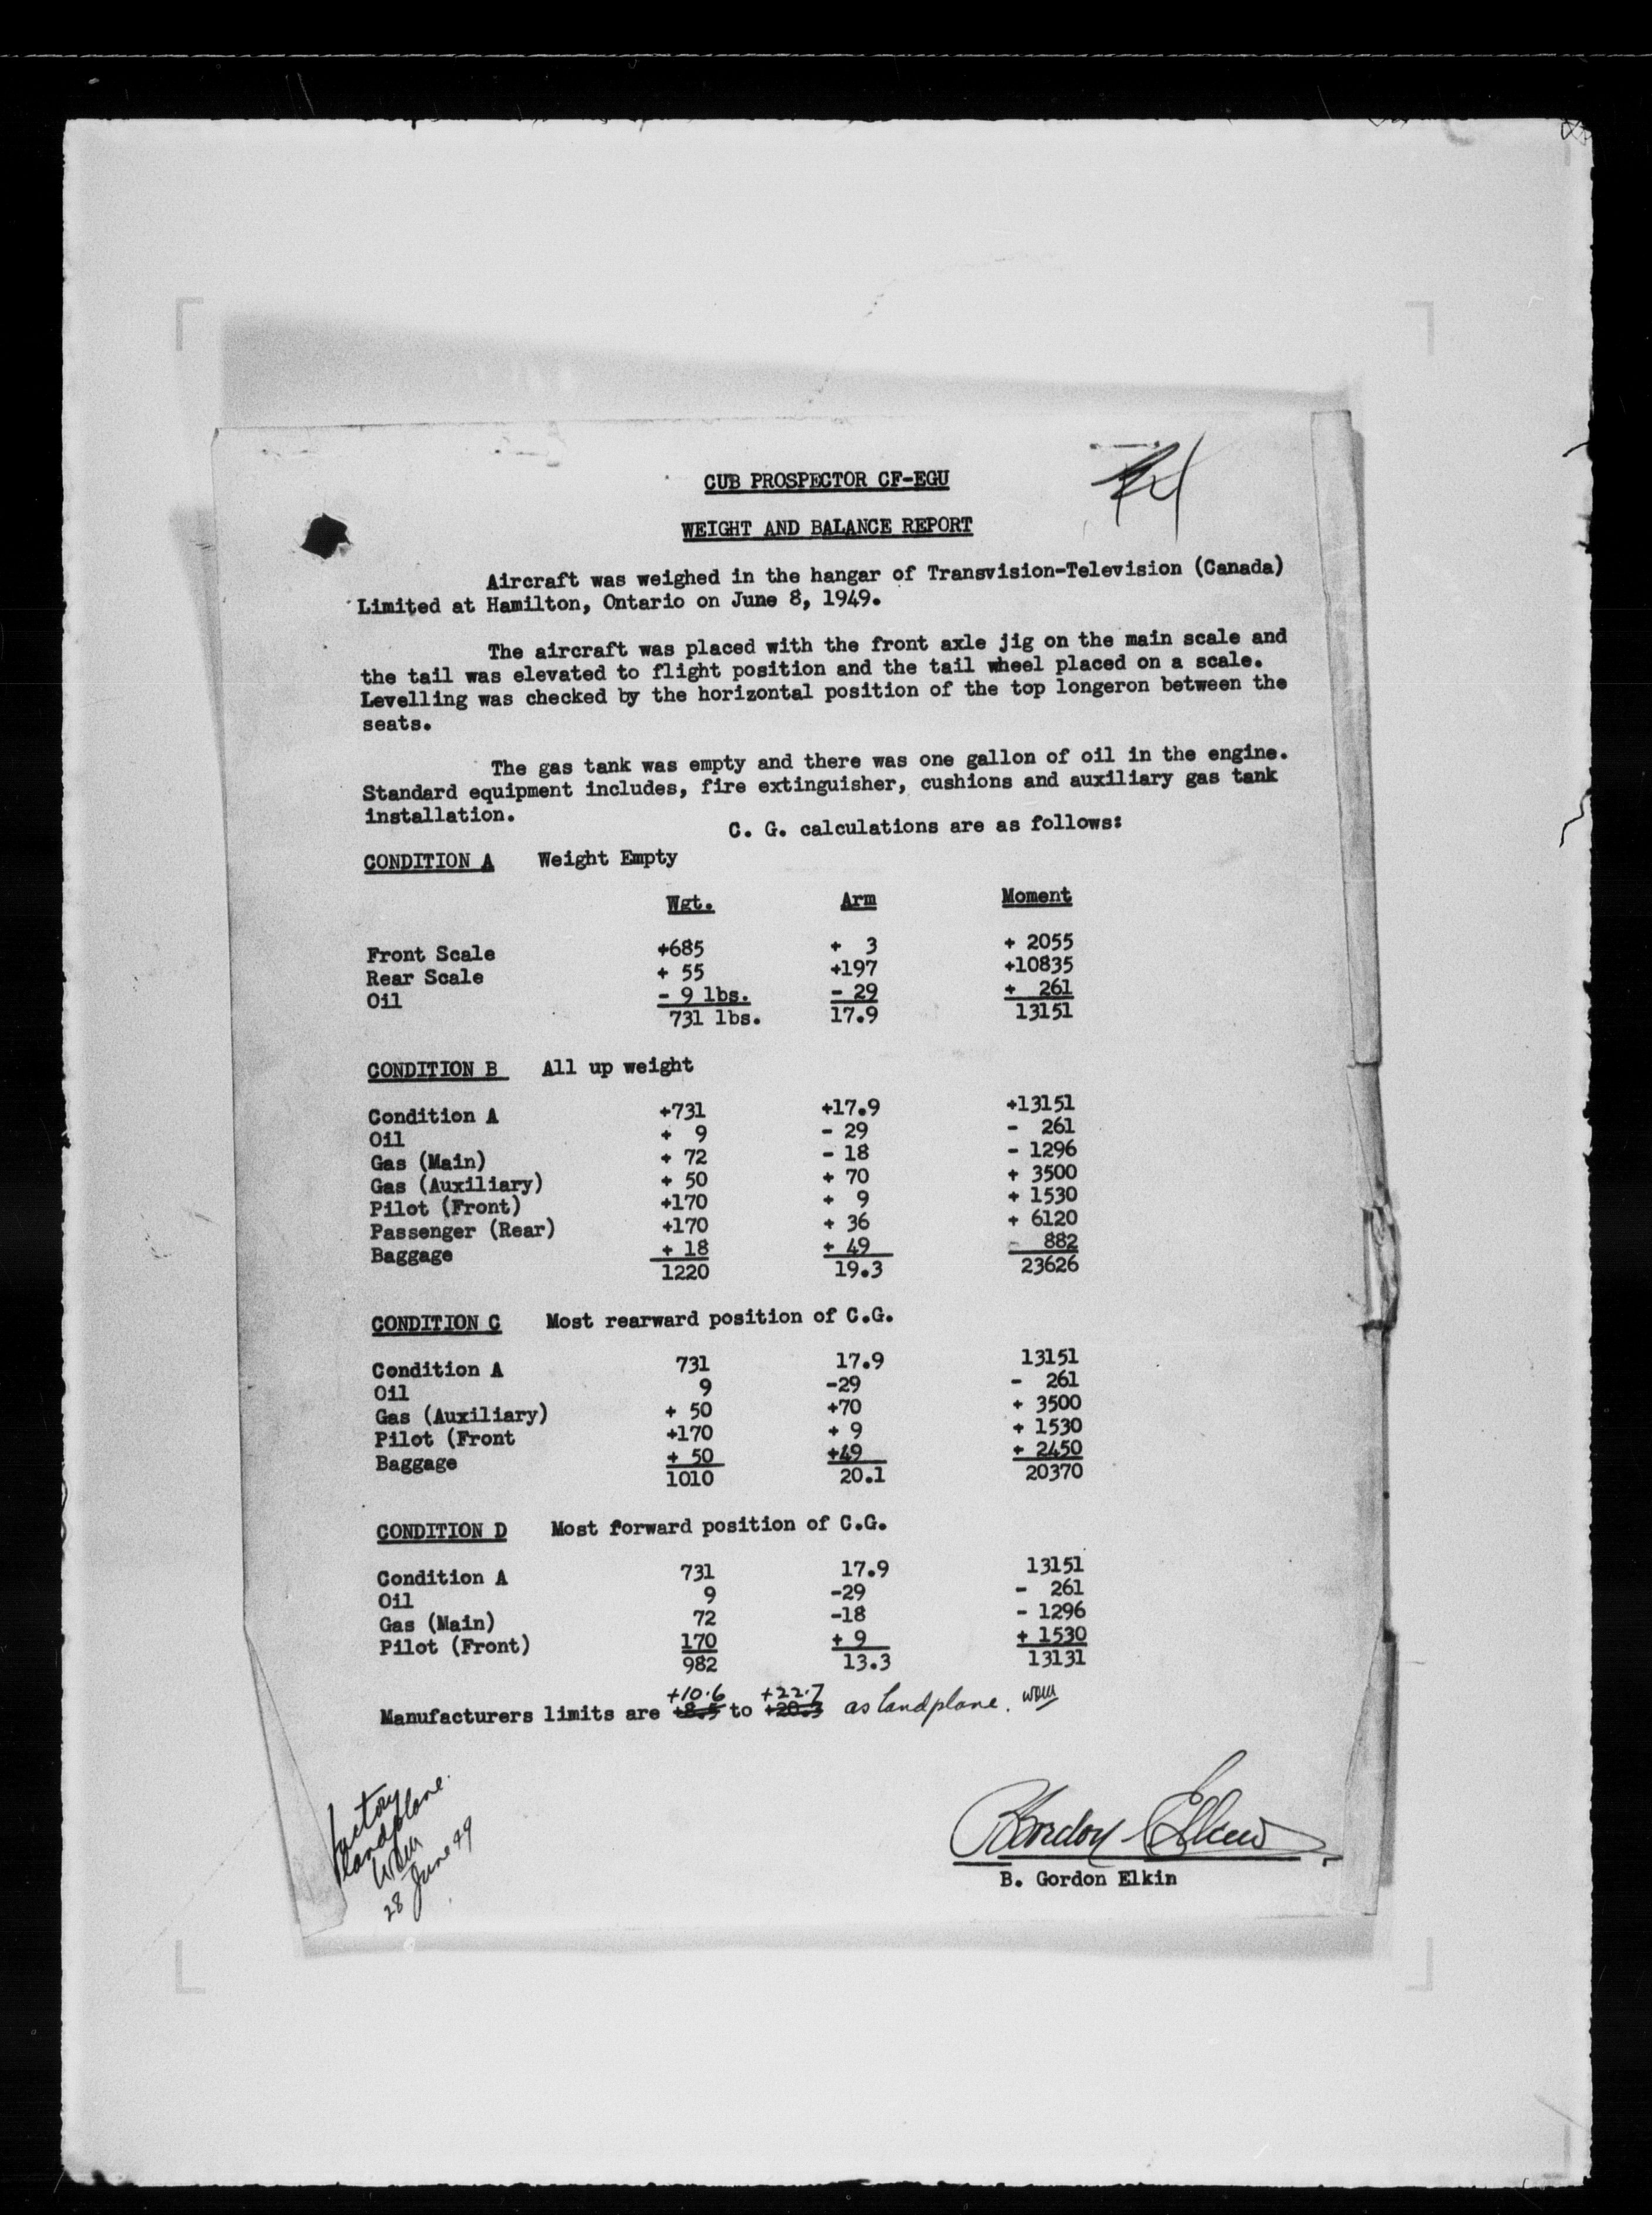 CUB PROSPECTOR CF-EGU
WEIGHT AND BALANCE REPORT
Aircraft was weighed in the hangar of Transvision-Television (Canada)
Limited at Hamilton, Ontario on June 8, 1949.
The aircraft was placed with the front axle jig on the main scale and
the tail was elevated to flight position and the tail wheel placed on a scale.
Levelling was checked by the horizontal position of the top longeron between the
seats.
The gas tank was empty and there was one gallon of oil in the engine.
Standard equipment includes, fire extinguisher, cushions and auxiliary gas tank
installation.
C. G. calculations are as follows:
CONDITION A Weight Empty
Wgt. Arm Moment
Front Scale +685 + 3 + 2055
Rear Scale + 55 +197 +10835
Oil - 9 lbs. - 29 + 261
731 lbs. 17.9 13151
CONDITION B All up weight
Condition A +731 +17.9 +13151
Oil + 9 - 29 - 261
Gas (Main) + 72 - 18 - 1296
Gas (Auxiliary) + 50 + 70 + 3500
Pilot (Front) +170 + 9 + 1530
Passenger (Rear) +170 + 36 + 6120
Baggage + 18 + 49 - 882
1220 19.3 23626
CONDITION C Most rearward position of C.G.
Condition A 731 17.9 13151
Oil 9 -29 - 261
Gas (Auxiliary) + 50 +70 + 3500
Pilot (Front +170 + 9 + 1530
Baggage + 50 +49 + 2450
1010 20.1 20370
CONDITION D Most forward position of C.G.
Condition A 731 17.9 13151
Oil 9 -29 - 261
Gas (Main) 72 -18 - 1296
Pilot (Front) 170 + 9 + 1530
982 13.3 13131
+10.6 +22.7
Manufacturers limits are +8.5 to +20.3 as landplane. WDM
factory
landplane.
WDM
28 June 49
B Gordon Elkin
B. Gordon Elkin